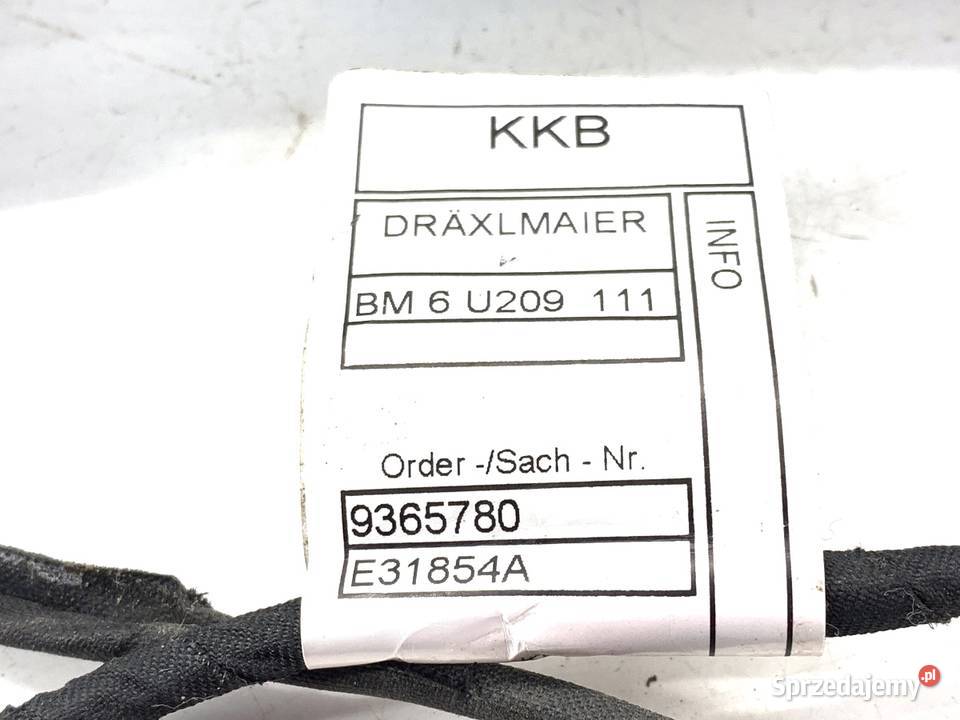 KKB
DRÄXLMAIER
INFO
BM 6 U209 111
Order -/Sach - Nr.
9365780
E31854A
Sprzedajemy.pl